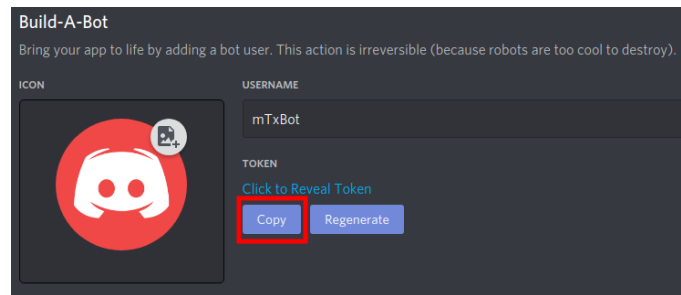 Build-A-Bot
Bring your app to life by adding a bot user. This action is irreversible (because robots are too cool to destroy).
ICON
USERNAME
mTxBot
TOKEN
Click to Reveal Token
Copy Regenerate